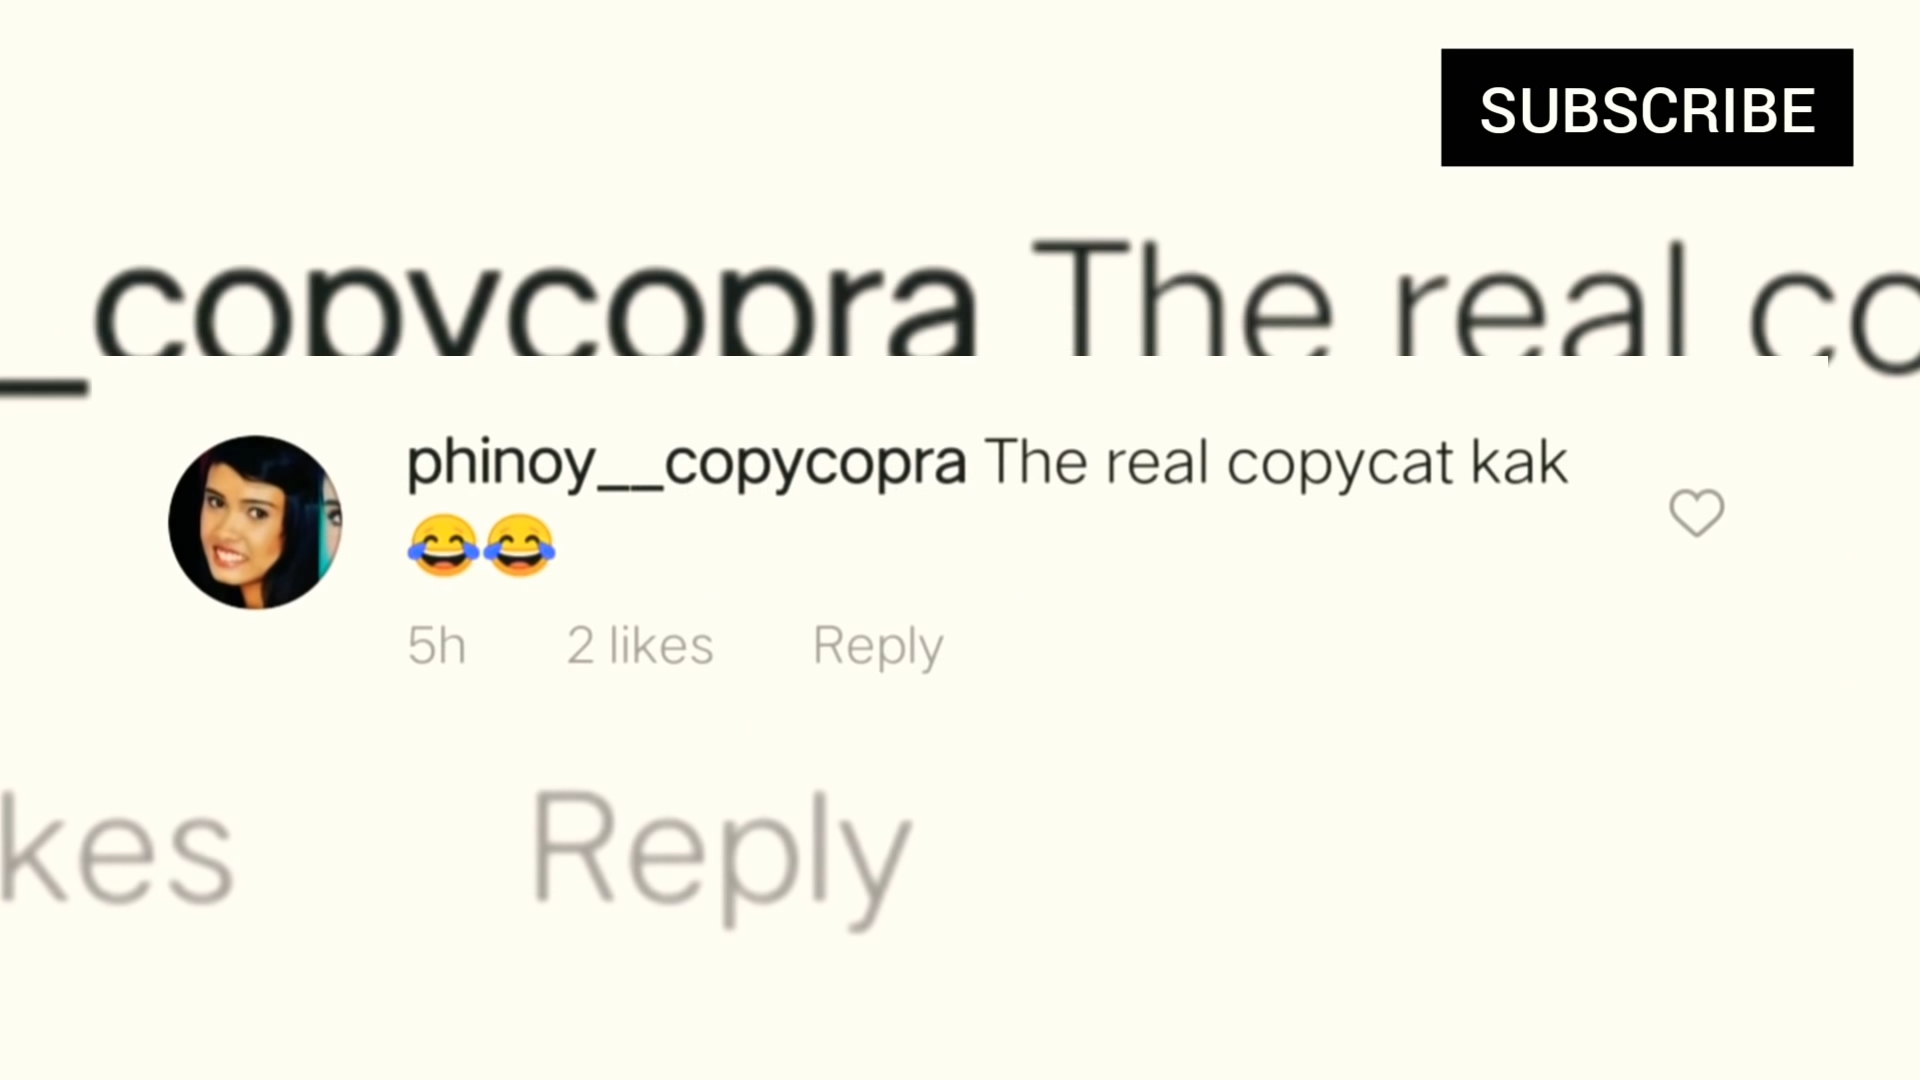 SUBSCRIBE
_copycopra The real co
phinoy__copycopra The real copycat kak
😂😂
5h 2 likes Reply
kes Reply